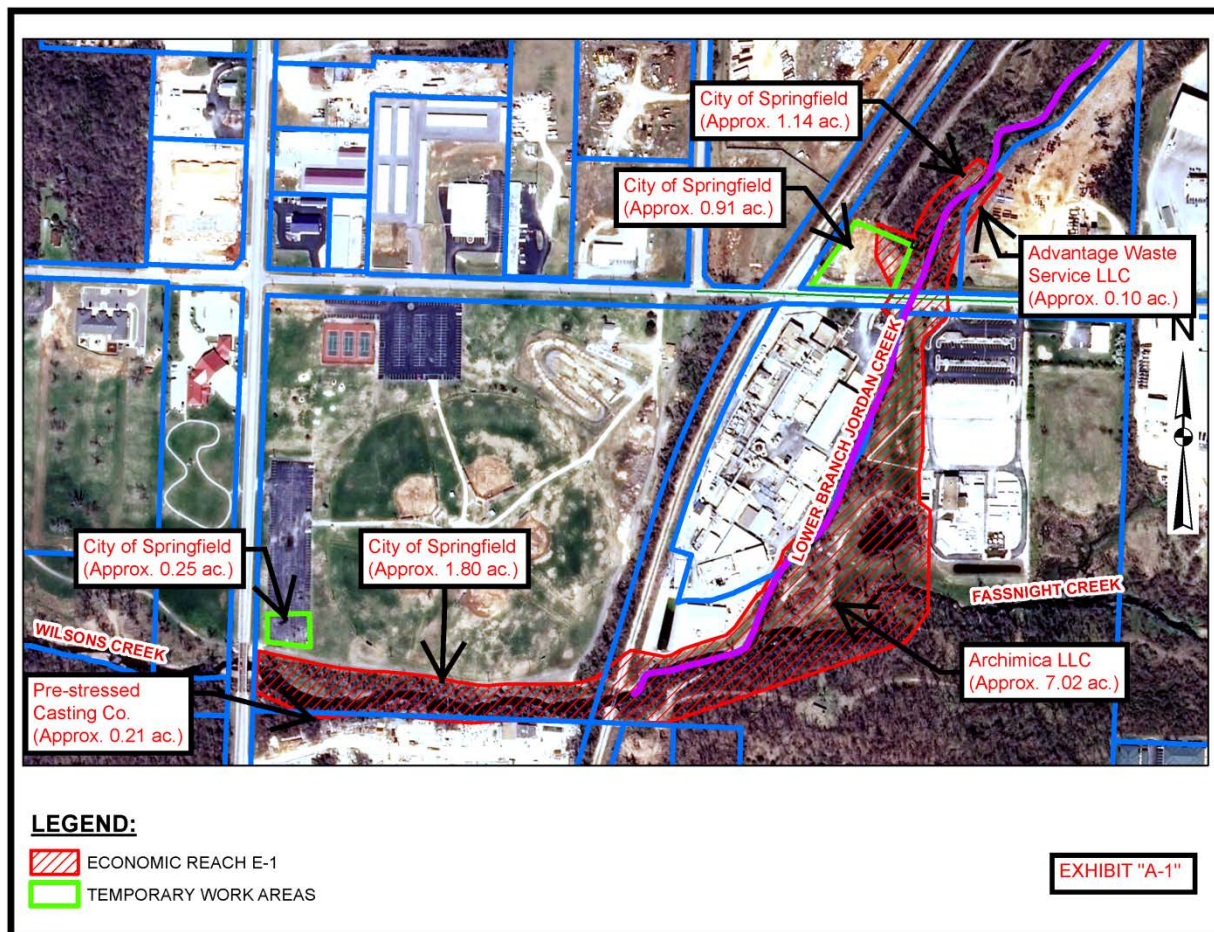 City of Springfield
(Approx. 1.14 ac.)
City of Springfield
(Approx. 0.91 ac.)
Advantage Waste
Service LLC
(Approx. 0.10 ac.)
N
LOWER BRANCH JORDAN CREEK
City of Springfield
(Approx. 0.25 ac.)
City of Springfield
(Approx. 1.80 ac.)
FASSNIGHT CREEK
WILSONS CREEK
Archimica LLC
(Approx. 7.02 ac.)
Pre-stressed
Casting Co.
(Approx. 0.21 ac.)
LEGEND:
ECONOMIC REACH E-1
TEMPORARY WORK AREAS
EXHIBIT "A-1"